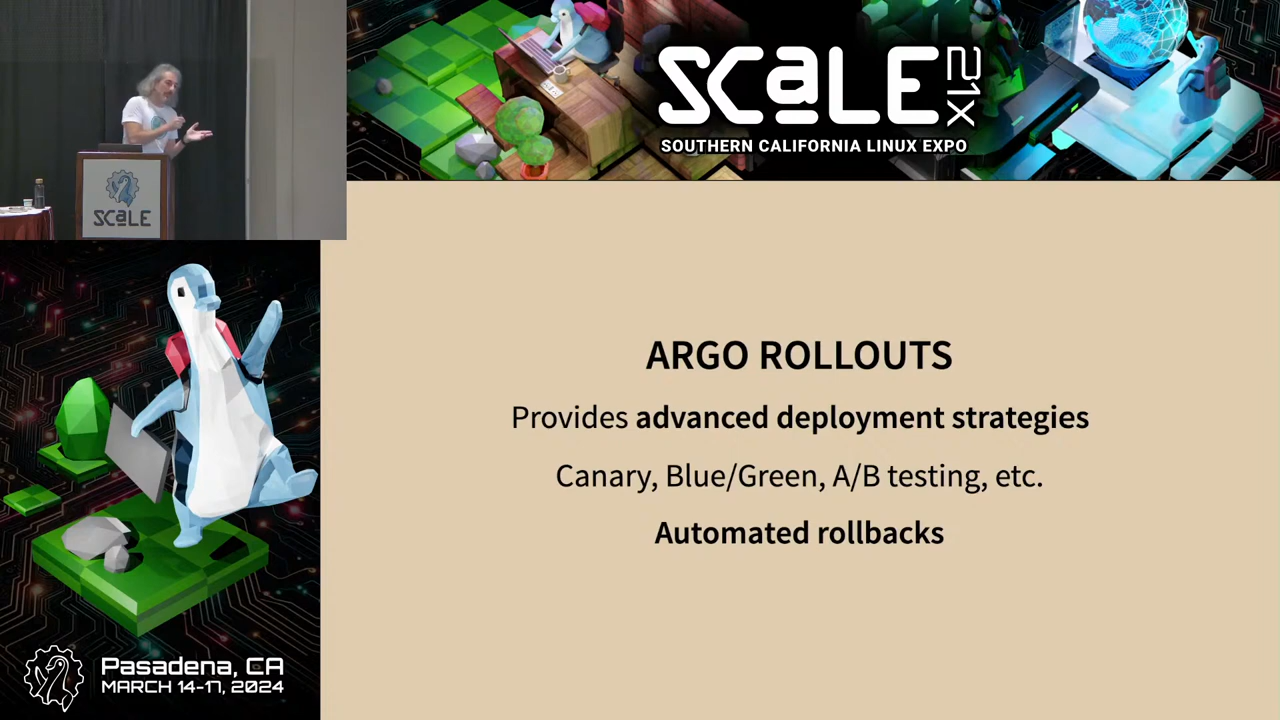 SCALE
SCALE 21X
SOUTHERN CALIFORNIA LINUX EXPO
ARGO ROLLOUTS
Provides advanced deployment strategies
Canary, Blue/Green, A/B testing, etc.
Automated rollbacks
Pasadena, CA
MARCH 14-17, 2024